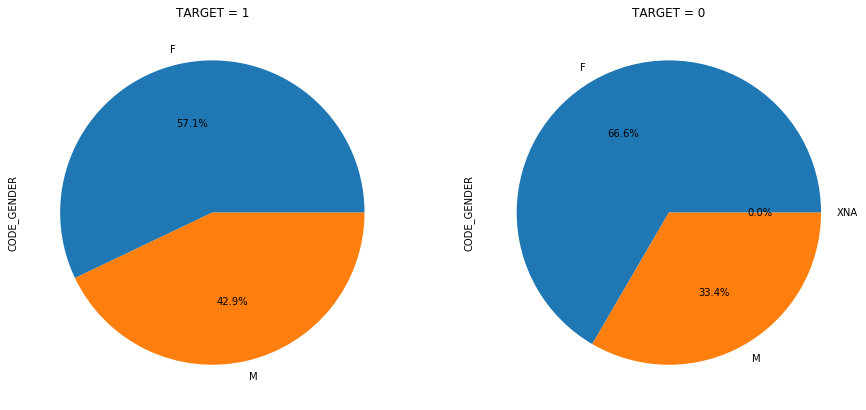 TARGET = 1
F
57.1%
CODE_GENDER
42.9%
M
TARGET = 0
F
66.6%
CODE_GENDER
0.0%
XNA
33.4%
M